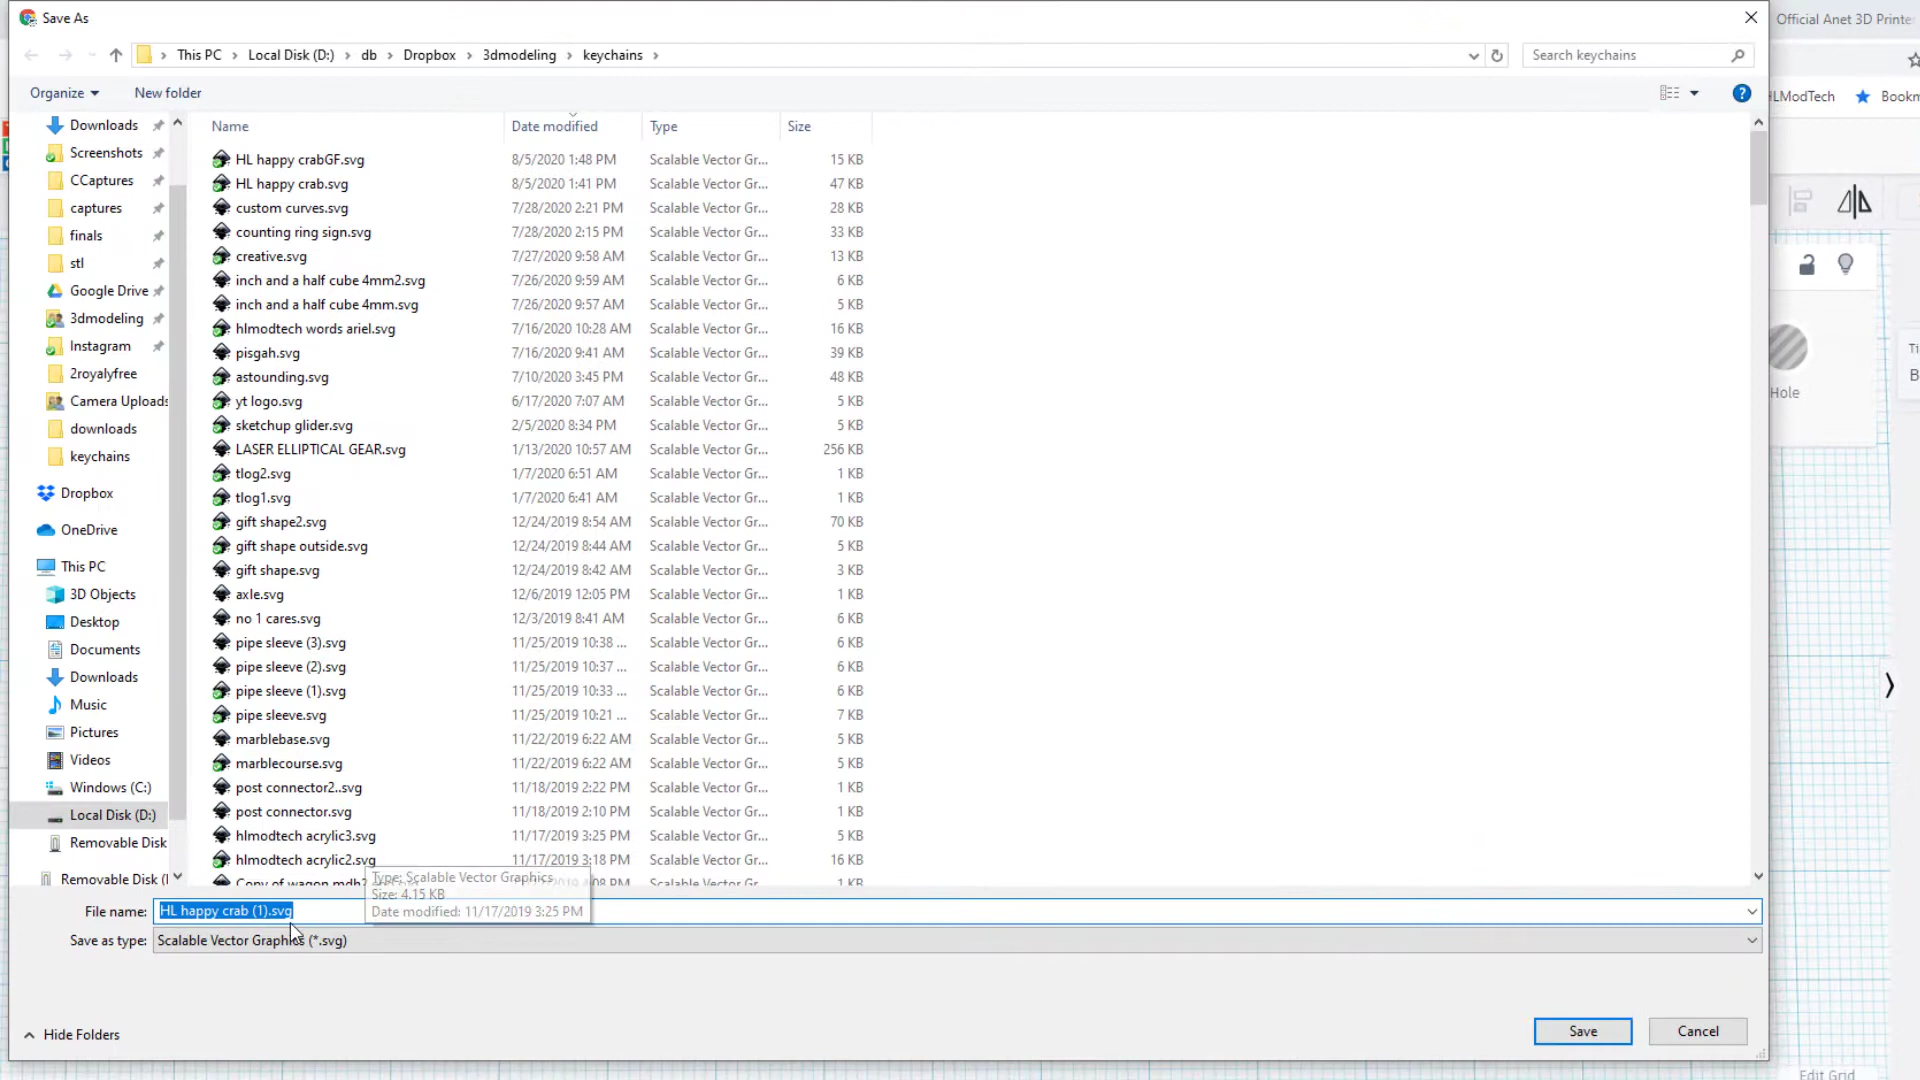 Save As
Official Anet 3D Printe
This PC > Local Disk (D:) > db > Dropbox > 3dmodeling > keychains >
Search keychains
Organize
New folder
HLModTech
Bookm
Name Date modified Type Size
HL happy crabGF.svg 8/5/2020 1:48 PM Scalable Vector Gr... 15 KB
HL happy crab.svg 8/5/2020 1:41 PM Scalable Vector Gr... 47 KB
custom curves.svg 7/28/2020 2:21 PM Scalable Vector Gr... 28 KB
counting ring sign.svg 7/28/2020 2:15 PM Scalable Vector Gr... 33 KB
creative.svg 7/27/2020 9:58 AM Scalable Vector Gr... 13 KB
inch and a half cube 4mm2.svg 7/26/2020 9:59 AM Scalable Vector Gr... 6 KB
inch and a half cube 4mm.svg 7/26/2020 9:57 AM Scalable Vector Gr... 5 KB
hlmodtech words ariel.svg 7/16/2020 10:28 AM Scalable Vector Gr... 16 KB
pisgah.svg 7/16/2020 9:41 AM Scalable Vector Gr... 39 KB
astounding.svg 7/10/2020 3:45 PM Scalable Vector Gr... 48 KB
yt logo.svg 6/17/2020 7:07 AM Scalable Vector Gr... 5 KB
sketchup glider.svg 2/5/2020 8:34 PM Scalable Vector Gr... 5 KB
LASER ELLIPTICAL GEAR.svg 1/13/2020 10:57 AM Scalable Vector Gr... 256 KB
tlog2.svg 1/7/2020 6:51 AM Scalable Vector Gr... 1 KB
tlog1.svg 1/7/2020 6:41 AM Scalable Vector Gr... 1 KB
gift shape2.svg 12/24/2019 8:54 AM Scalable Vector Gr... 70 KB
gift shape outside.svg 12/24/2019 8:44 AM Scalable Vector Gr... 5 KB
gift shape.svg 12/24/2019 8:42 AM Scalable Vector Gr... 3 KB
axle.svg 12/6/2019 12:05 PM Scalable Vector Gr... 1 KB
no 1 cares.svg 12/3/2019 8:41 AM Scalable Vector Gr... 6 KB
pipe sleeve (3).svg 11/25/2019 10:38 ... Scalable Vector Gr... 6 KB
pipe sleeve (2).svg 11/25/2019 10:37 ... Scalable Vector Gr... 6 KB
pipe sleeve (1).svg 11/25/2019 10:33 ... Scalable Vector Gr... 6 KB
pipe sleeve.svg 11/25/2019 10:21 ... Scalable Vector Gr... 7 KB
marblebase.svg 11/22/2019 6:22 AM Scalable Vector Gr... 5 KB
marblecourse.svg 11/22/2019 6:22 AM Scalable Vector Gr... 5 KB
post connector2..svg 11/18/2019 2:22 PM Scalable Vector Gr... 1 KB
post connector.svg 11/18/2019 2:10 PM Scalable Vector Gr... 1 KB
hlmodtech acrylic3.svg 11/17/2019 3:25 PM Scalable Vector Gr... 5 KB
hlmodtech acrylic2.svg 11/17/2019 3:18 PM Scalable Vector Gr... 16 KB
Copy of wagon Scalable Vector Gr... 1 KB
Downloads
Screenshots
CCaptures
captures
finals
stl
Google Drive
3dmodeling
Instagram
2royalyfree
Camera Uploads
downloads
keychains
Dropbox
OneDrive
This PC
3D Objects
Desktop
Documents
Downloads
Music
Pictures
Videos
Windows (C:)
Local Disk (D:)
Removable Disk
Removable Disk (
Type: Scalable Vector Graphics
Size: 4.15 KB
Date modified: 11/17/2019 3:25 PM
File name: HL happy crab (1).svg
Save as type: Scalable Vector Graphics (*.svg)
Hide Folders
Save
Cancel
Hole
Ti
B
Edit Grid